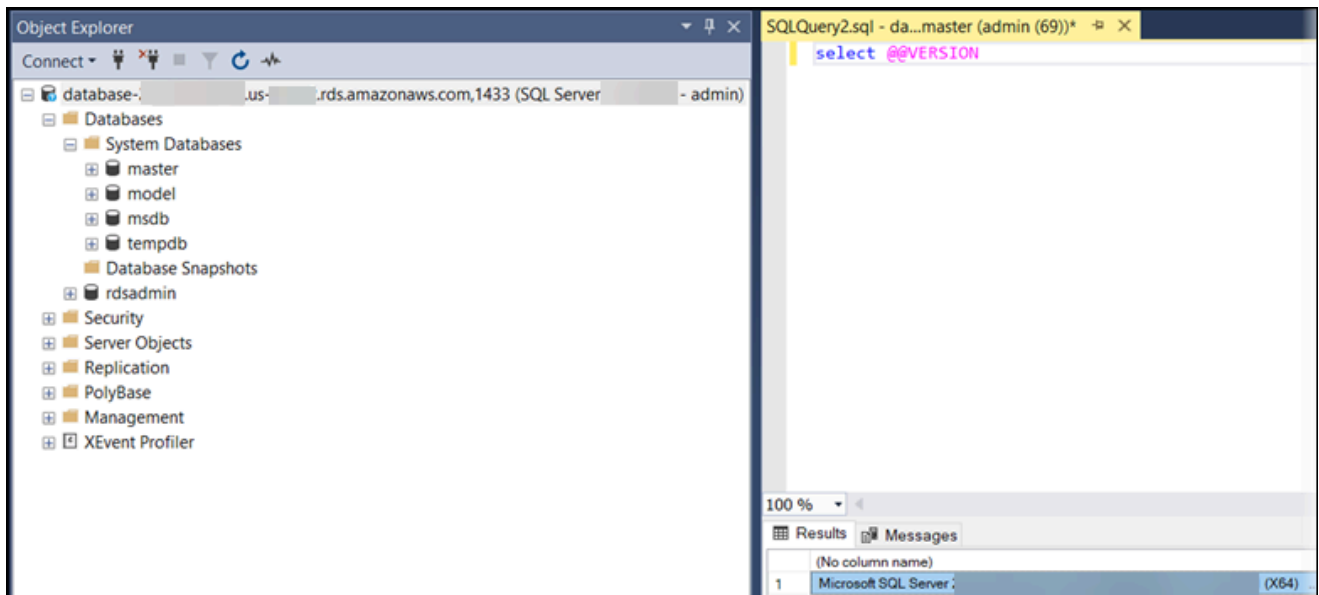 Object Explorer
Connect
database- .us- .rds.amazonaws.com,1433 (SQL Server - admin)
Databases
System Databases
master
model
msdb
tempdb
Database Snapshots
rdsadmin
Security
Server Objects
Replication
PolyBase
Management
XEvent Profiler
SQLQuery2.sql - da...master (admin (69))*
select @@VERSION
100 %
Results Messages
(No column name)
1 Microsoft SQL Server (X64) ...